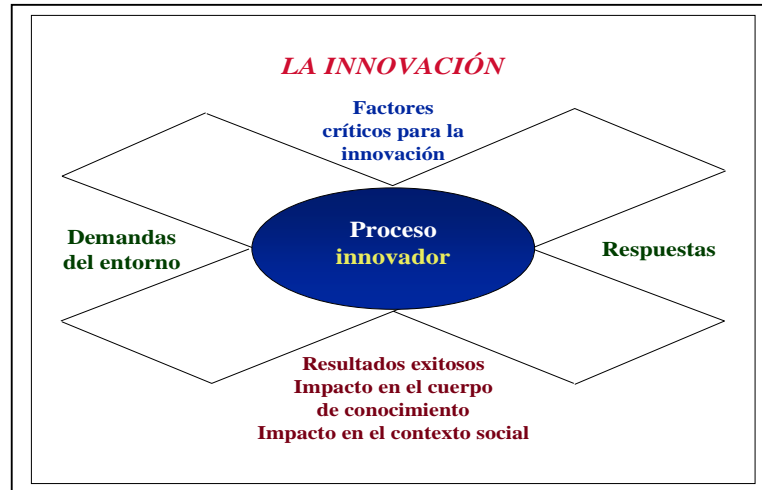 LA INNOVACIÓN
Factores
críticos para la
innovación
Proceso
innovador
Demandas
del entorno
Respuestas
Resultados exitosos
Impacto en el cuerpo
de conocimiento
Impacto en el contexto social